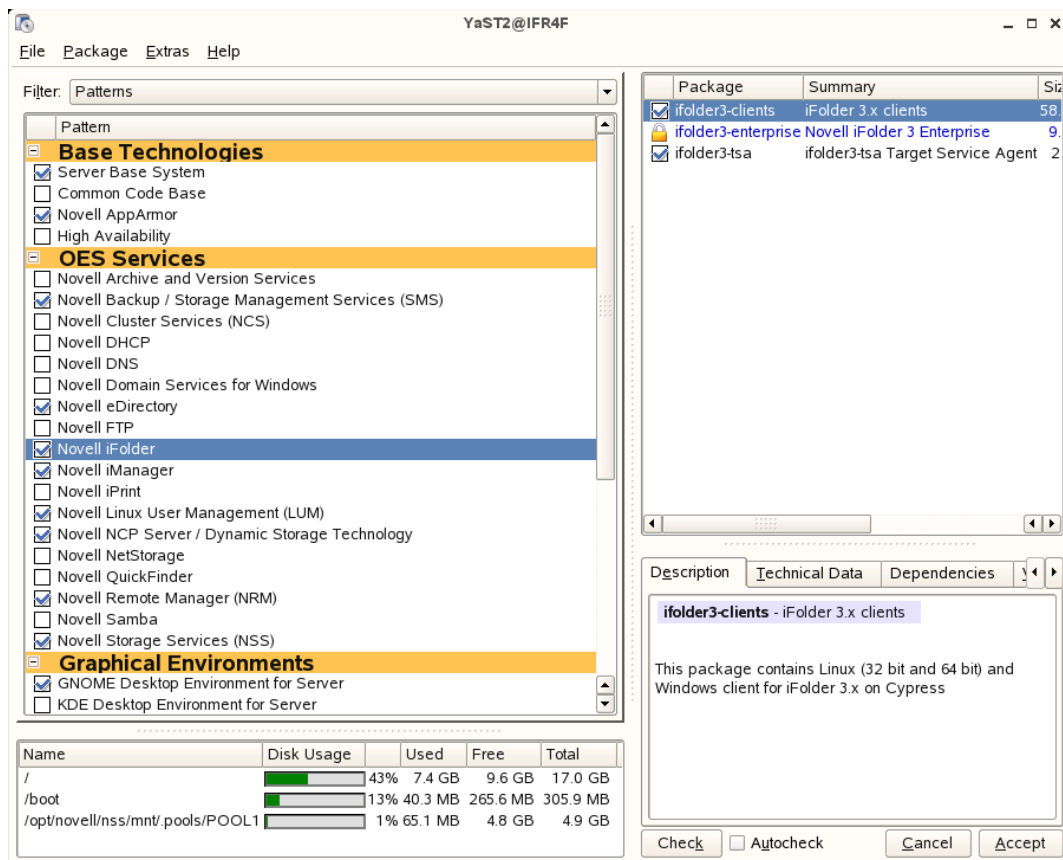 YaST2@IFR4F
File Package Extras Help
Filter: Patterns
Pattern
Base Technologies
Server Base System
Common Code Base
Novell AppArmor
High Availability
OES Services
Novell Archive and Version Services
Novell Backup / Storage Management Services (SMS)
Novell Cluster Services (NCS)
Novell DHCP
Novell DNS
Novell Domain Services for Windows
Novell eDirectory
Novell FTP
Novell iFolder
Novell iManager
Novell iPrint
Novell Linux User Management (LUM)
Novell NCP Server / Dynamic Storage Technology
Novell NetStorage
Novell QuickFinder
Novell Remote Manager (NRM)
Novell Samba
Novell Storage Services (NSS)
Graphical Environments
GNOME Desktop Environment for Server
KDE Desktop Environment for Server
Name Disk Usage Used Free Total
/ 43% 7.4 GB 9.6 GB 17.0 GB
/boot 13% 40.3 MB 265.6 MB 305.9 MB
/opt/novell/nss/mnt/.pools/POOL1 1% 65.1 MB 4.8 GB 4.9 GB
Package Summary Siz
ifolder3-clients iFolder 3.x clients 58.
ifolder3-enterprise Novell iFolder 3 Enterprise 9.
ifolder3-tsa ifolder3-tsa Target Service Agent 2
Description Technical Data Dependencies
ifolder3-clients - iFolder 3.x clients
This package contains Linux (32 bit and 64 bit) and
Windows client for iFolder 3.x on Cypress
Check Autocheck Cancel Accept